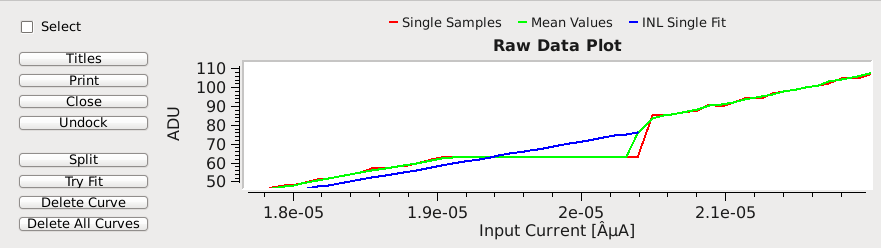 Select
Titles
Print
Close
Undock
Split
Try Fit
Delete Curve
Delete All Curves
Single Samples Mean Values INL Single Fit
Raw Data Plot
ADU
110
100
90
80
70
60
50
1.8e-05 1.9e-05 2e-05 2.1e-05
Input Current [ÂµA]